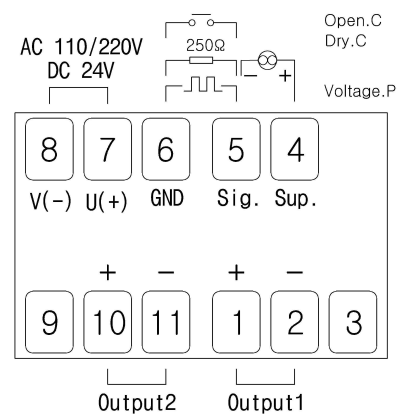 Open.C
Dry.C
AC 110/220V
DC 24V
250Ω
− +
Voltage.P
8 7 6 5 4
V(-) U(+) GND Sig. Sup.
+ − + −
9 10 11 1 2 3
Output2 Output1